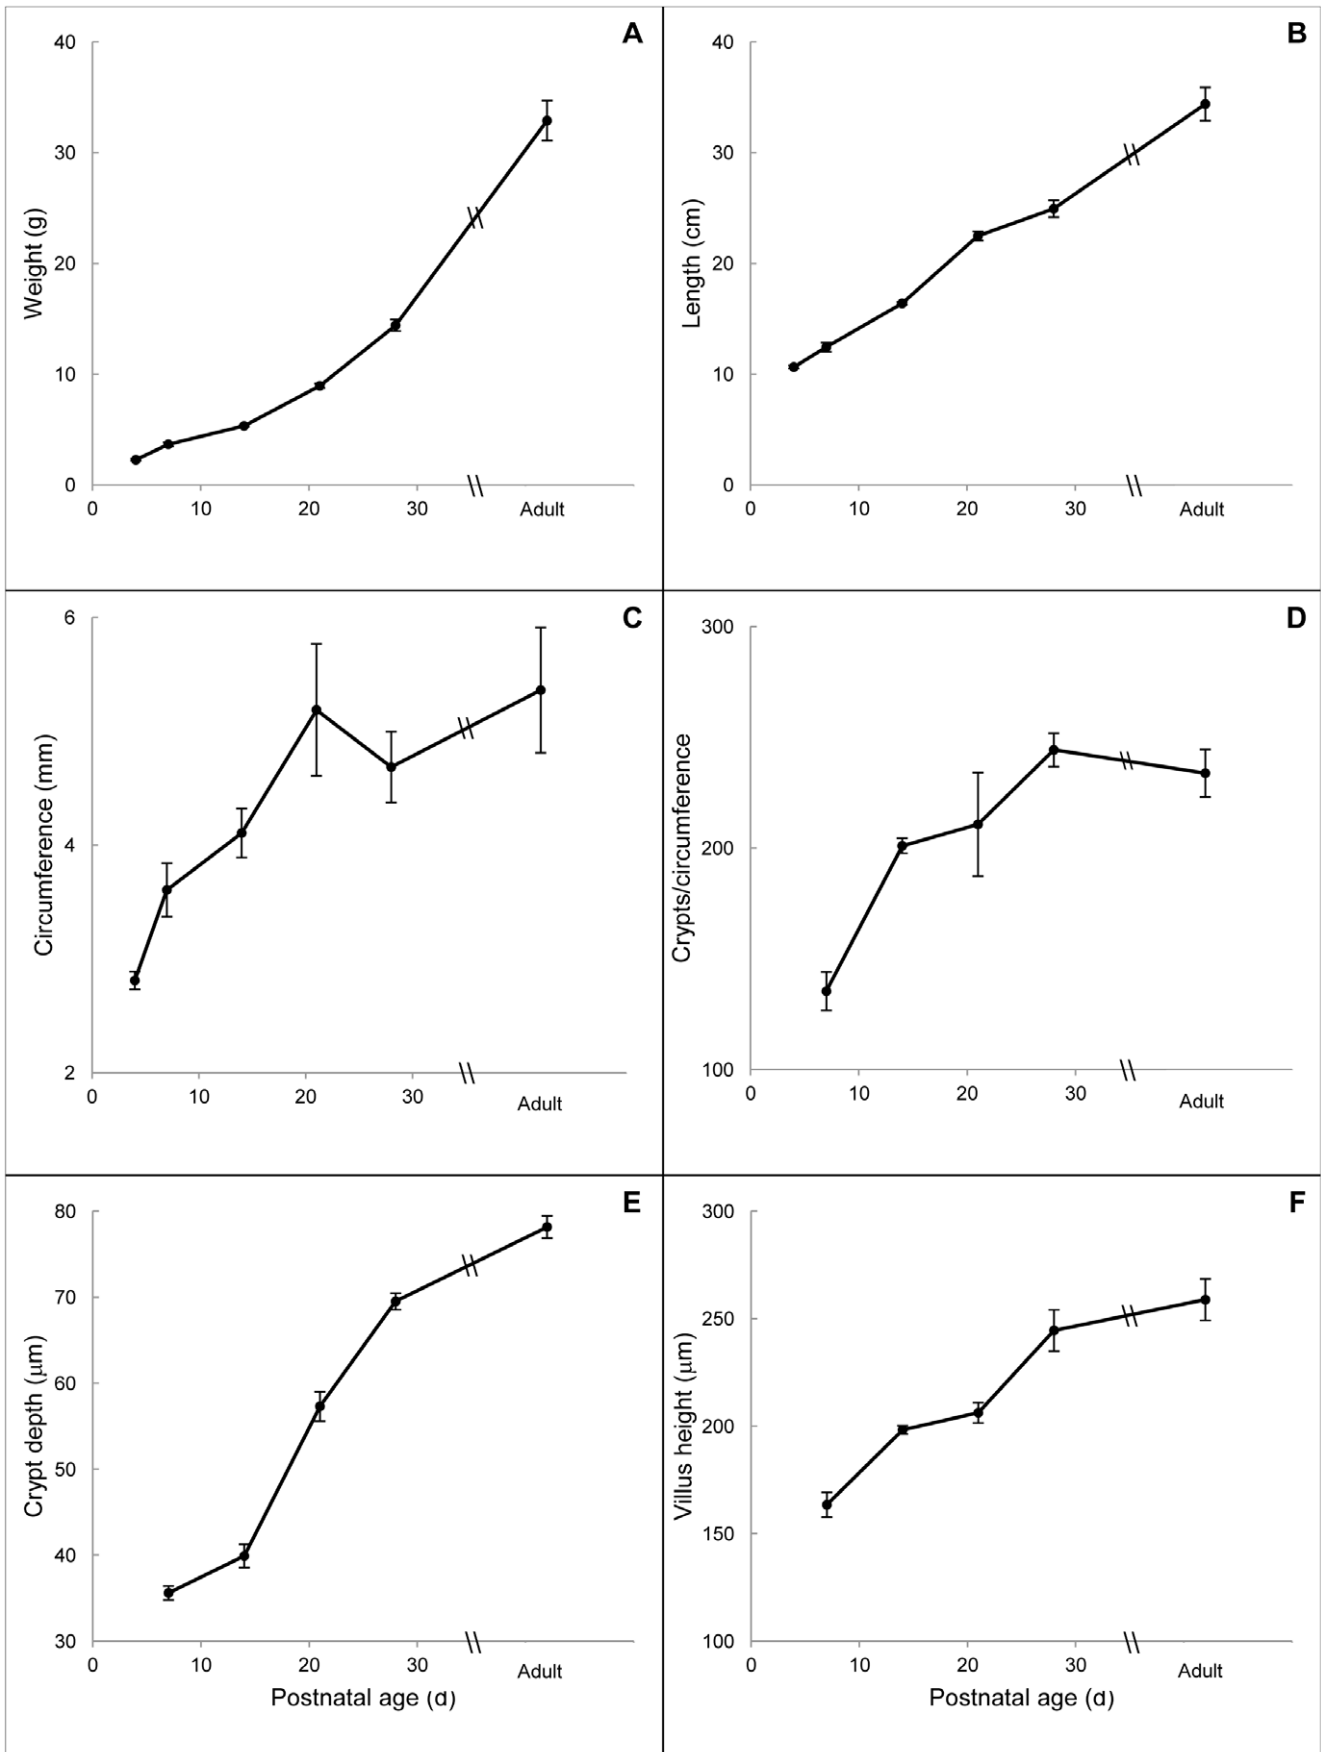 A
40
30
20
10
0
Weight (g)
0 10 20 30 Adult
B
40
30
20
10
0
Length (cm)
0 10 20 30 Adult
C
6
4
2
Circumference (mm)
0 10 20 30 Adult
D
300
200
100
Crypts/circumference
0 10 20 30 Adult
E
80
70
60
50
40
30
Crypt depth (μm)
0 10 20 30 Adult
Postnatal age (d)
F
300
250
200
150
100
Villus height (μm)
0 10 20 30 Adult
Postnatal age (d)